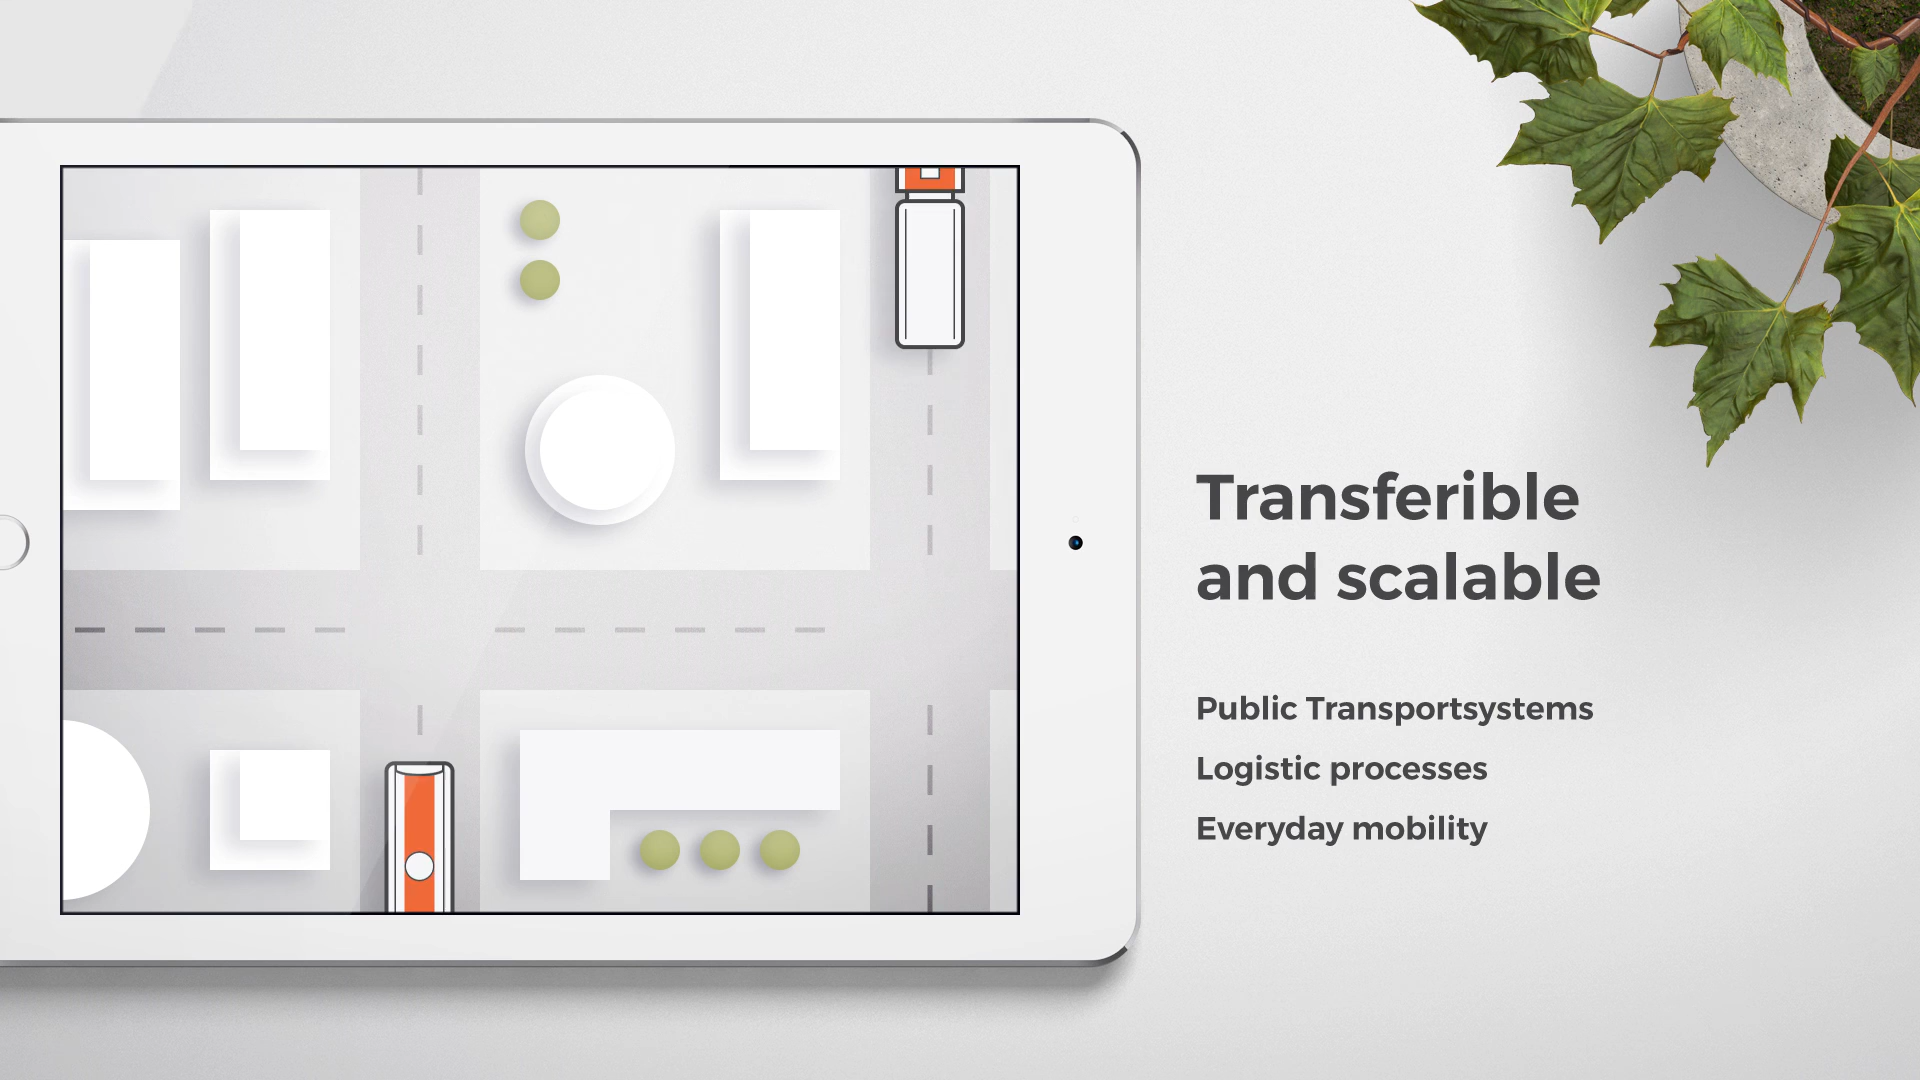 Transferible
and scalable
Public Transportsystems
Logistic processes
Everyday mobility